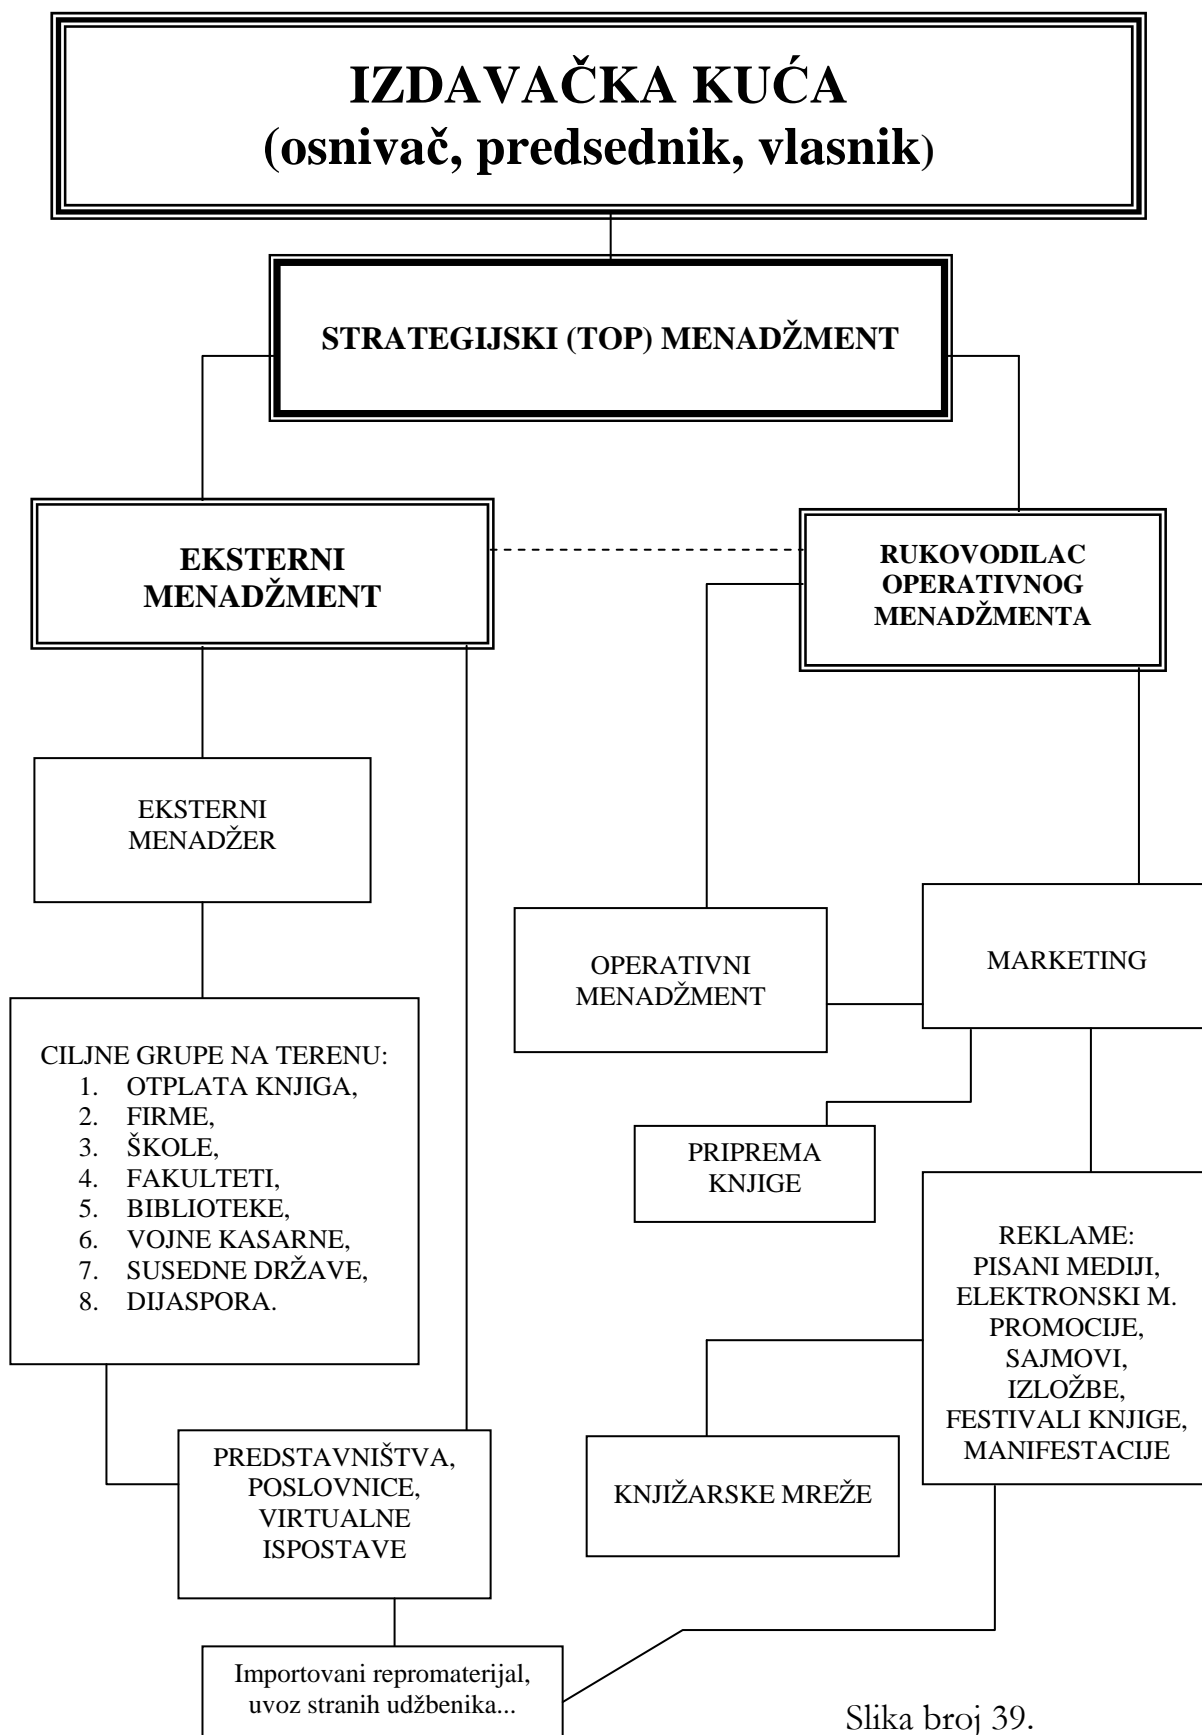 IZDAVAČKA KUĆA
(osnivač, predsednik, vlasnik)
STRATEGIJSKI (TOP) MENADŽMENT
EKSTERNI
MENADŽMENT
RUKOVODILAC
OPERATIVNOG
MENADŽMENTA
EKSTERNI
MENADŽER
OPERATIVNI
MENADŽMENT
MARKETING
CILJNE GRUPE NA TERENU:
1. OTPLATA KNJIGA,
2. FIRME,
3. ŠKOLE,
4. FAKULTETI,
5. BIBLIOTEKE,
6. VOJNE KASARNE,
7. SUSEDNE DRŽAVE,
8. DIJASPORA.
PRIPREMA
KNJIGE
REKLAME:
PISANI MEDIJI,
ELEKTRONSKI M.
PROMOCIJE,
SAJMOVI,
IZLOŽBE,
FESTIVALI KNJIGE,
MANIFESTACIJE
PREDSTAVNIŠTVA,
POSLOVNICE,
VIRTUALNE
ISPOSTAVE
KNJIŽARSKE MREŽE
Importovani repromaterijal,
uvoz stranih udžbenika...
Slika broj 39.